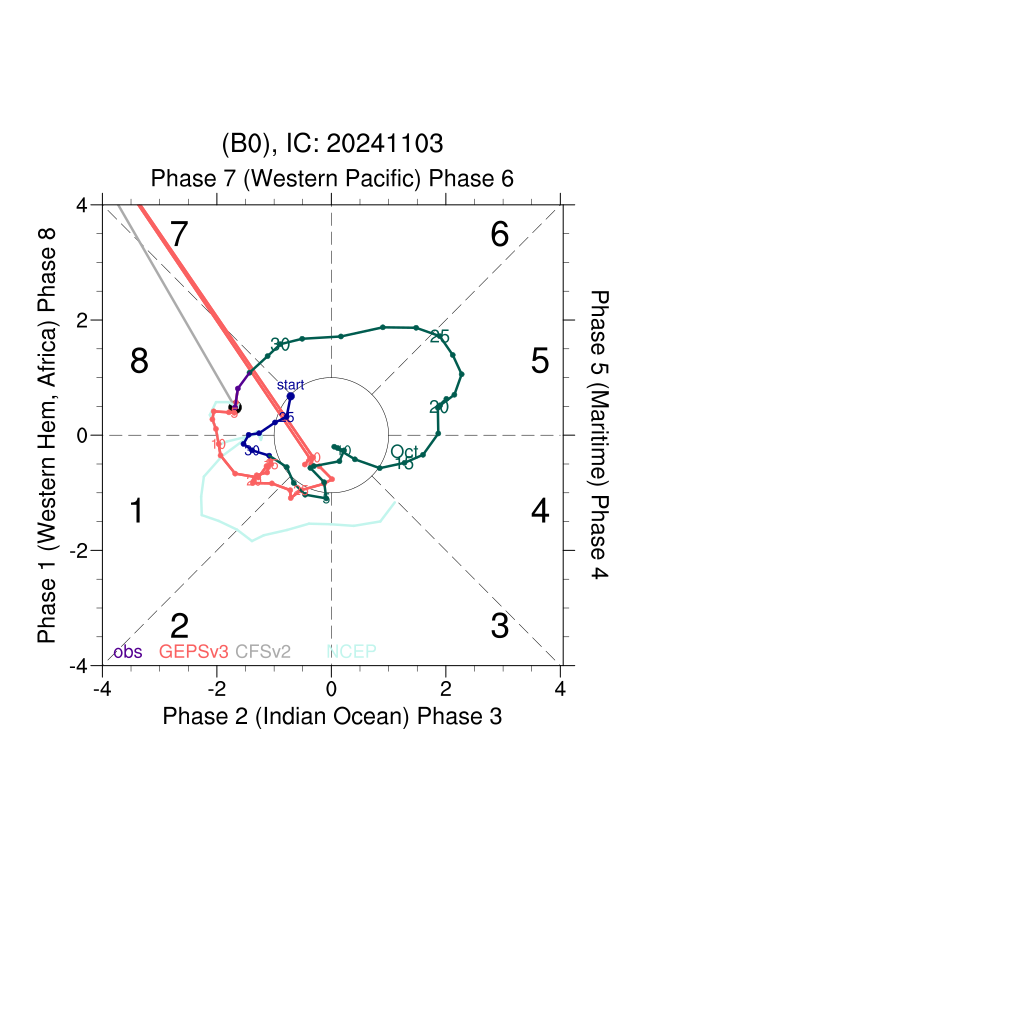 (B0), IC: 20241103
Phase 7 (Western Pacific) Phase 6
Phase 1 (Western Hem, Africa) Phase 8
Phase 5 (Maritime) Phase 4
4
2
0
-2
-4
7
6
8
5
1
4
2
3
30
25
start
25
20
Oct
15
10
30
5
obs
GEPSv3
CFSv2
NCEP
-4
-2
0
2
4
Phase 2 (Indian Ocean) Phase 3